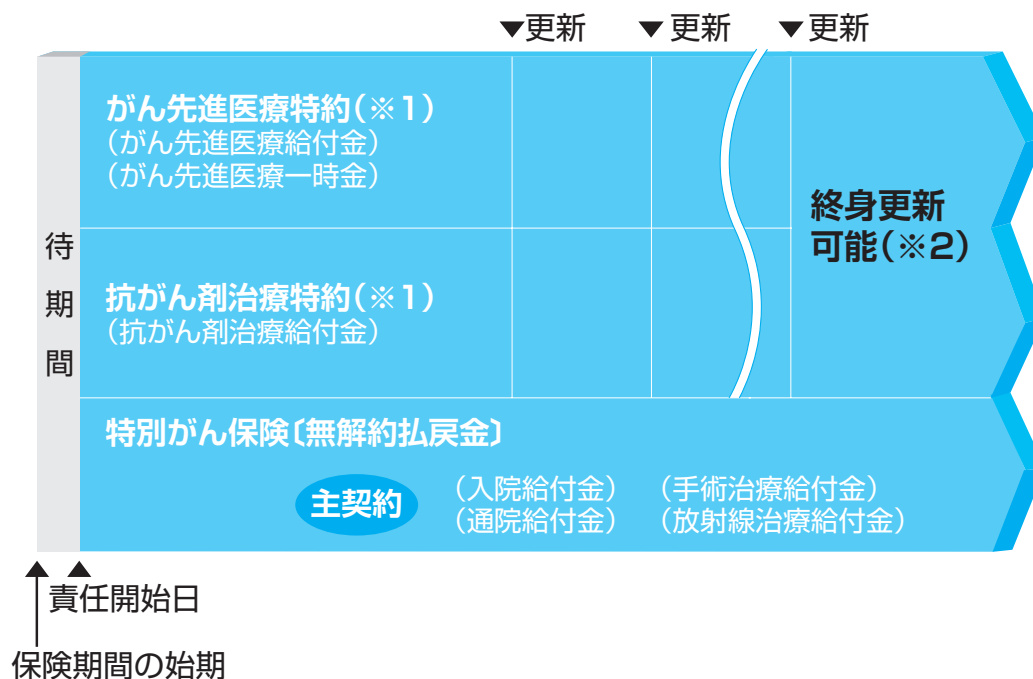 ▼更新 ▼更新 ▼更新
がん先進医療特約(※1)
(がん先進医療給付金)
(がん先進医療一時金)
終身更新
可能(※2)
待期間
抗がん剤治療特約(※1)
(抗がん剤治療給付金)
特別がん保険〔無解約払戻金〕
主契約
(入院給付金) (手術治療給付金)
(通院給付金) (放射線治療給付金)
責任開始日
保険期間の始期